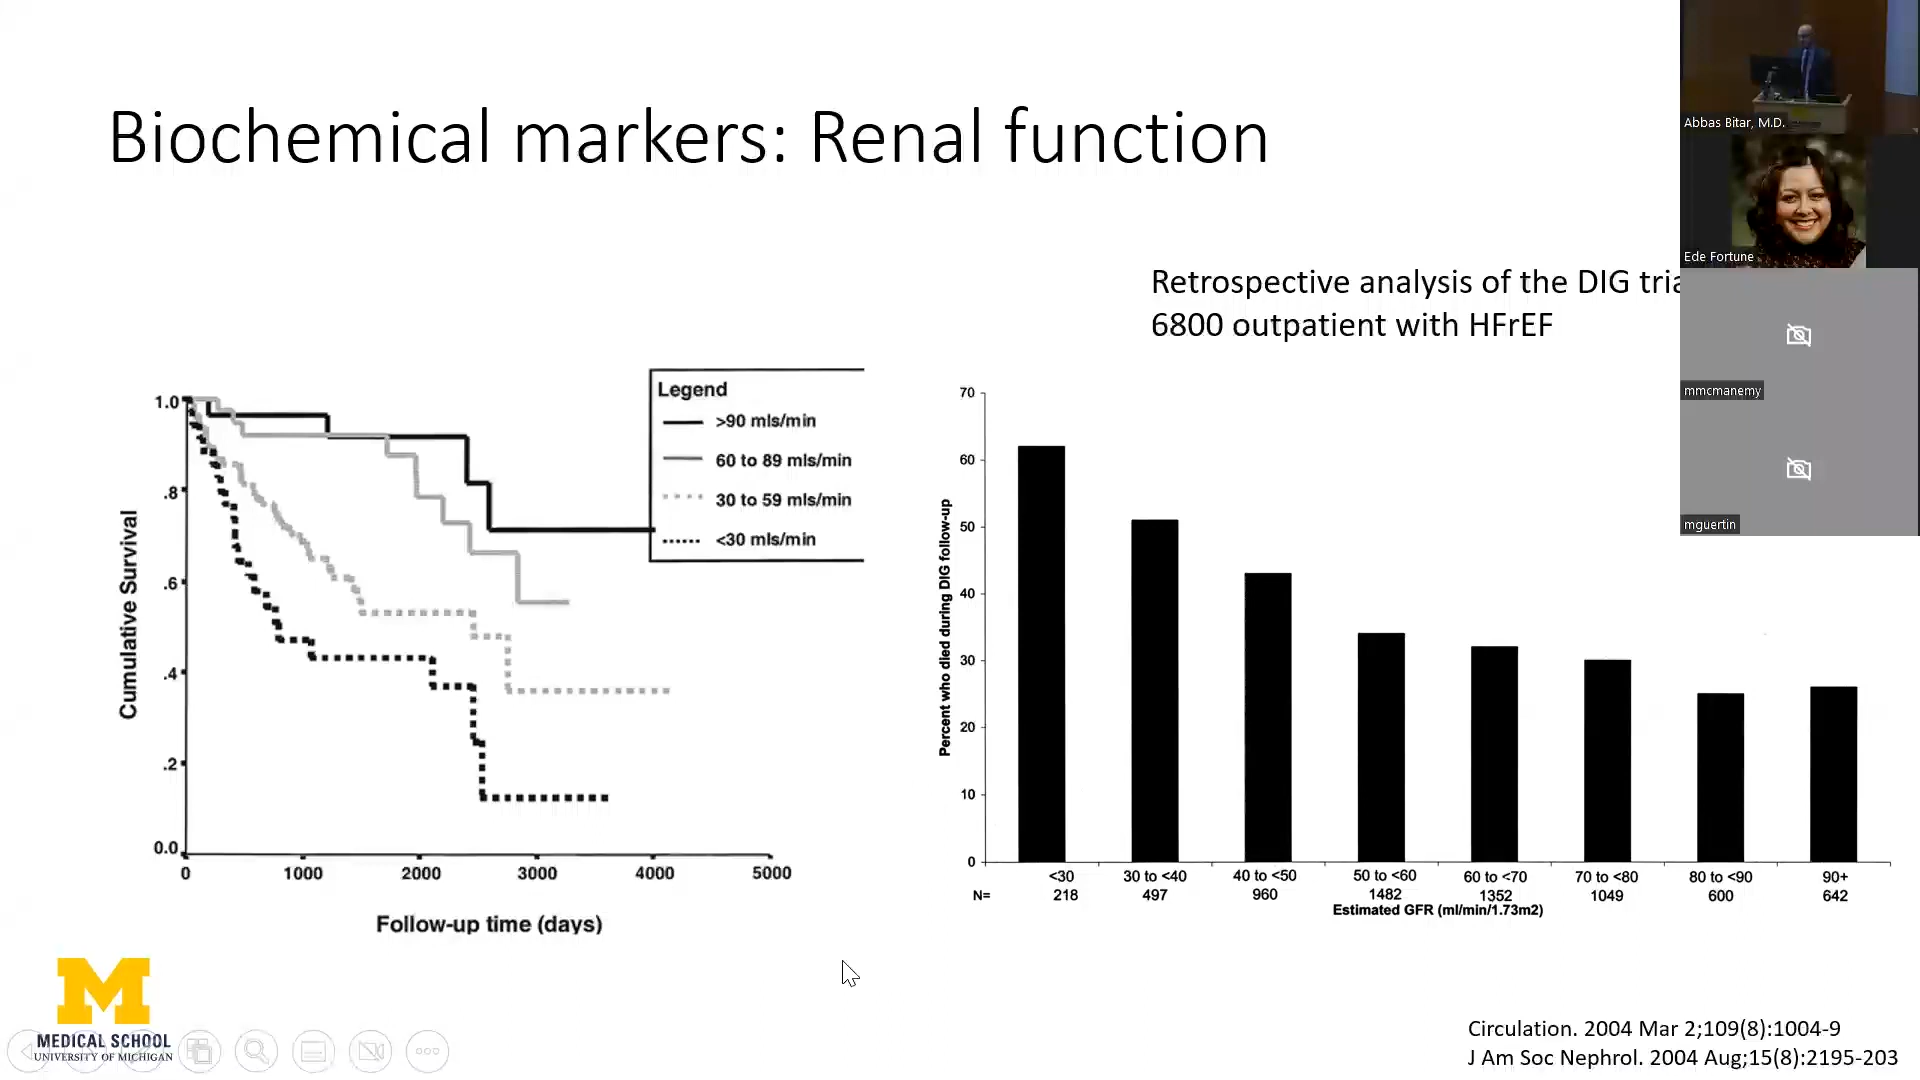 Biochemical markers: Renal function
Abbas Bitar, M.D.
Ede Fortune
mmcmanemy
mguertin
Retrospective analysis of the DIG tria
6800 outpatient with HFrEF
Legend
>90 mls/min
60 to 89 mls/min
30 to 59 mls/min
<30 mls/min
Cumulative Survival
1.0
.8
.6
.4
.2
0.0
0 1000 2000 3000 4000 5000
Follow-up time (days)
Percent who died during DIG follow-up
70
60
50
40
30
20
10
0
<30 30 to <40 40 to <50 50 to <60 60 to <70 70 to <80 80 to <90 90+
N= 218 497 960 1482 1352 1049 600 642
Estimated GFR (ml/min/1.73m2)
M
MEDICAL SCHOOL
UNIVERSITY OF MICHIGAN
Circulation. 2004 Mar 2;109(8):1004-9
J Am Soc Nephrol. 2004 Aug;15(8):2195-203